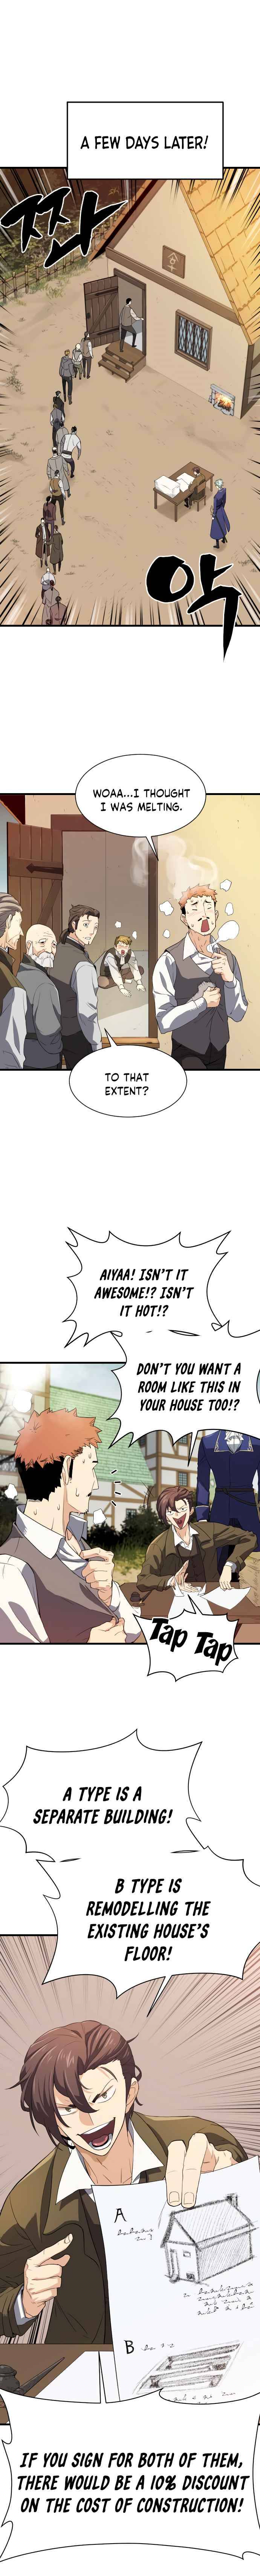 A FEW DAYS LATER!
짠
악
WOAA...I THOUGHT
I WAS MELTING.
TO THAT
EXTENT?
AIYAA! ISN'T IT
AWESOME!? ISN'T
IT HOT!?
DON'T YOU WANT A
ROOM LIKE THIS IN
YOUR HOUSE TOO!?
TAP TAP
A TYPE IS A
SEPARATE BUILDING!
B TYPE IS
REMODELLING THE
EXISTING HOUSE'S
FLOOR!
A
B
IF YOU SIGN FOR BOTH OF THEM,
THERE WOULD BE A 10% DISCOUNT
ON THE COST OF CONSTRUCTION!